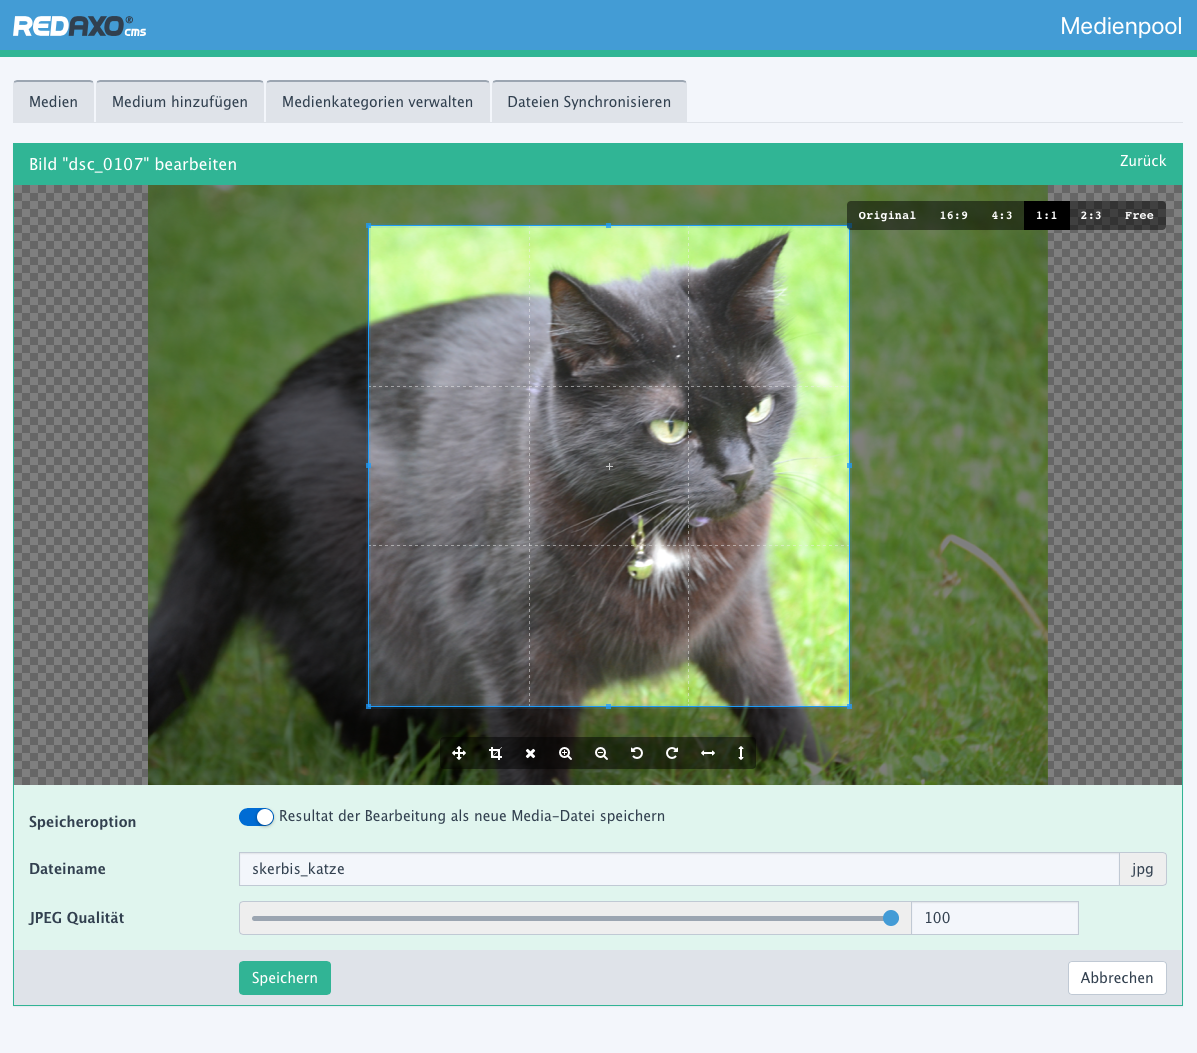 REDAXO® cms
Medienpool
Medien
Medium hinzufügen
Medienkategorien verwalten
Dateien Synchronisieren
Bild "dsc_0107" bearbeiten
Zurück
Original 16:9 4:3 1:1 2:3 Free
Speicheroption
Resultat der Bearbeitung als neue Media-Datei speichern
Dateiname
skerbis_katze
jpg
JPEG Qualität
100
Speichern
Abbrechen